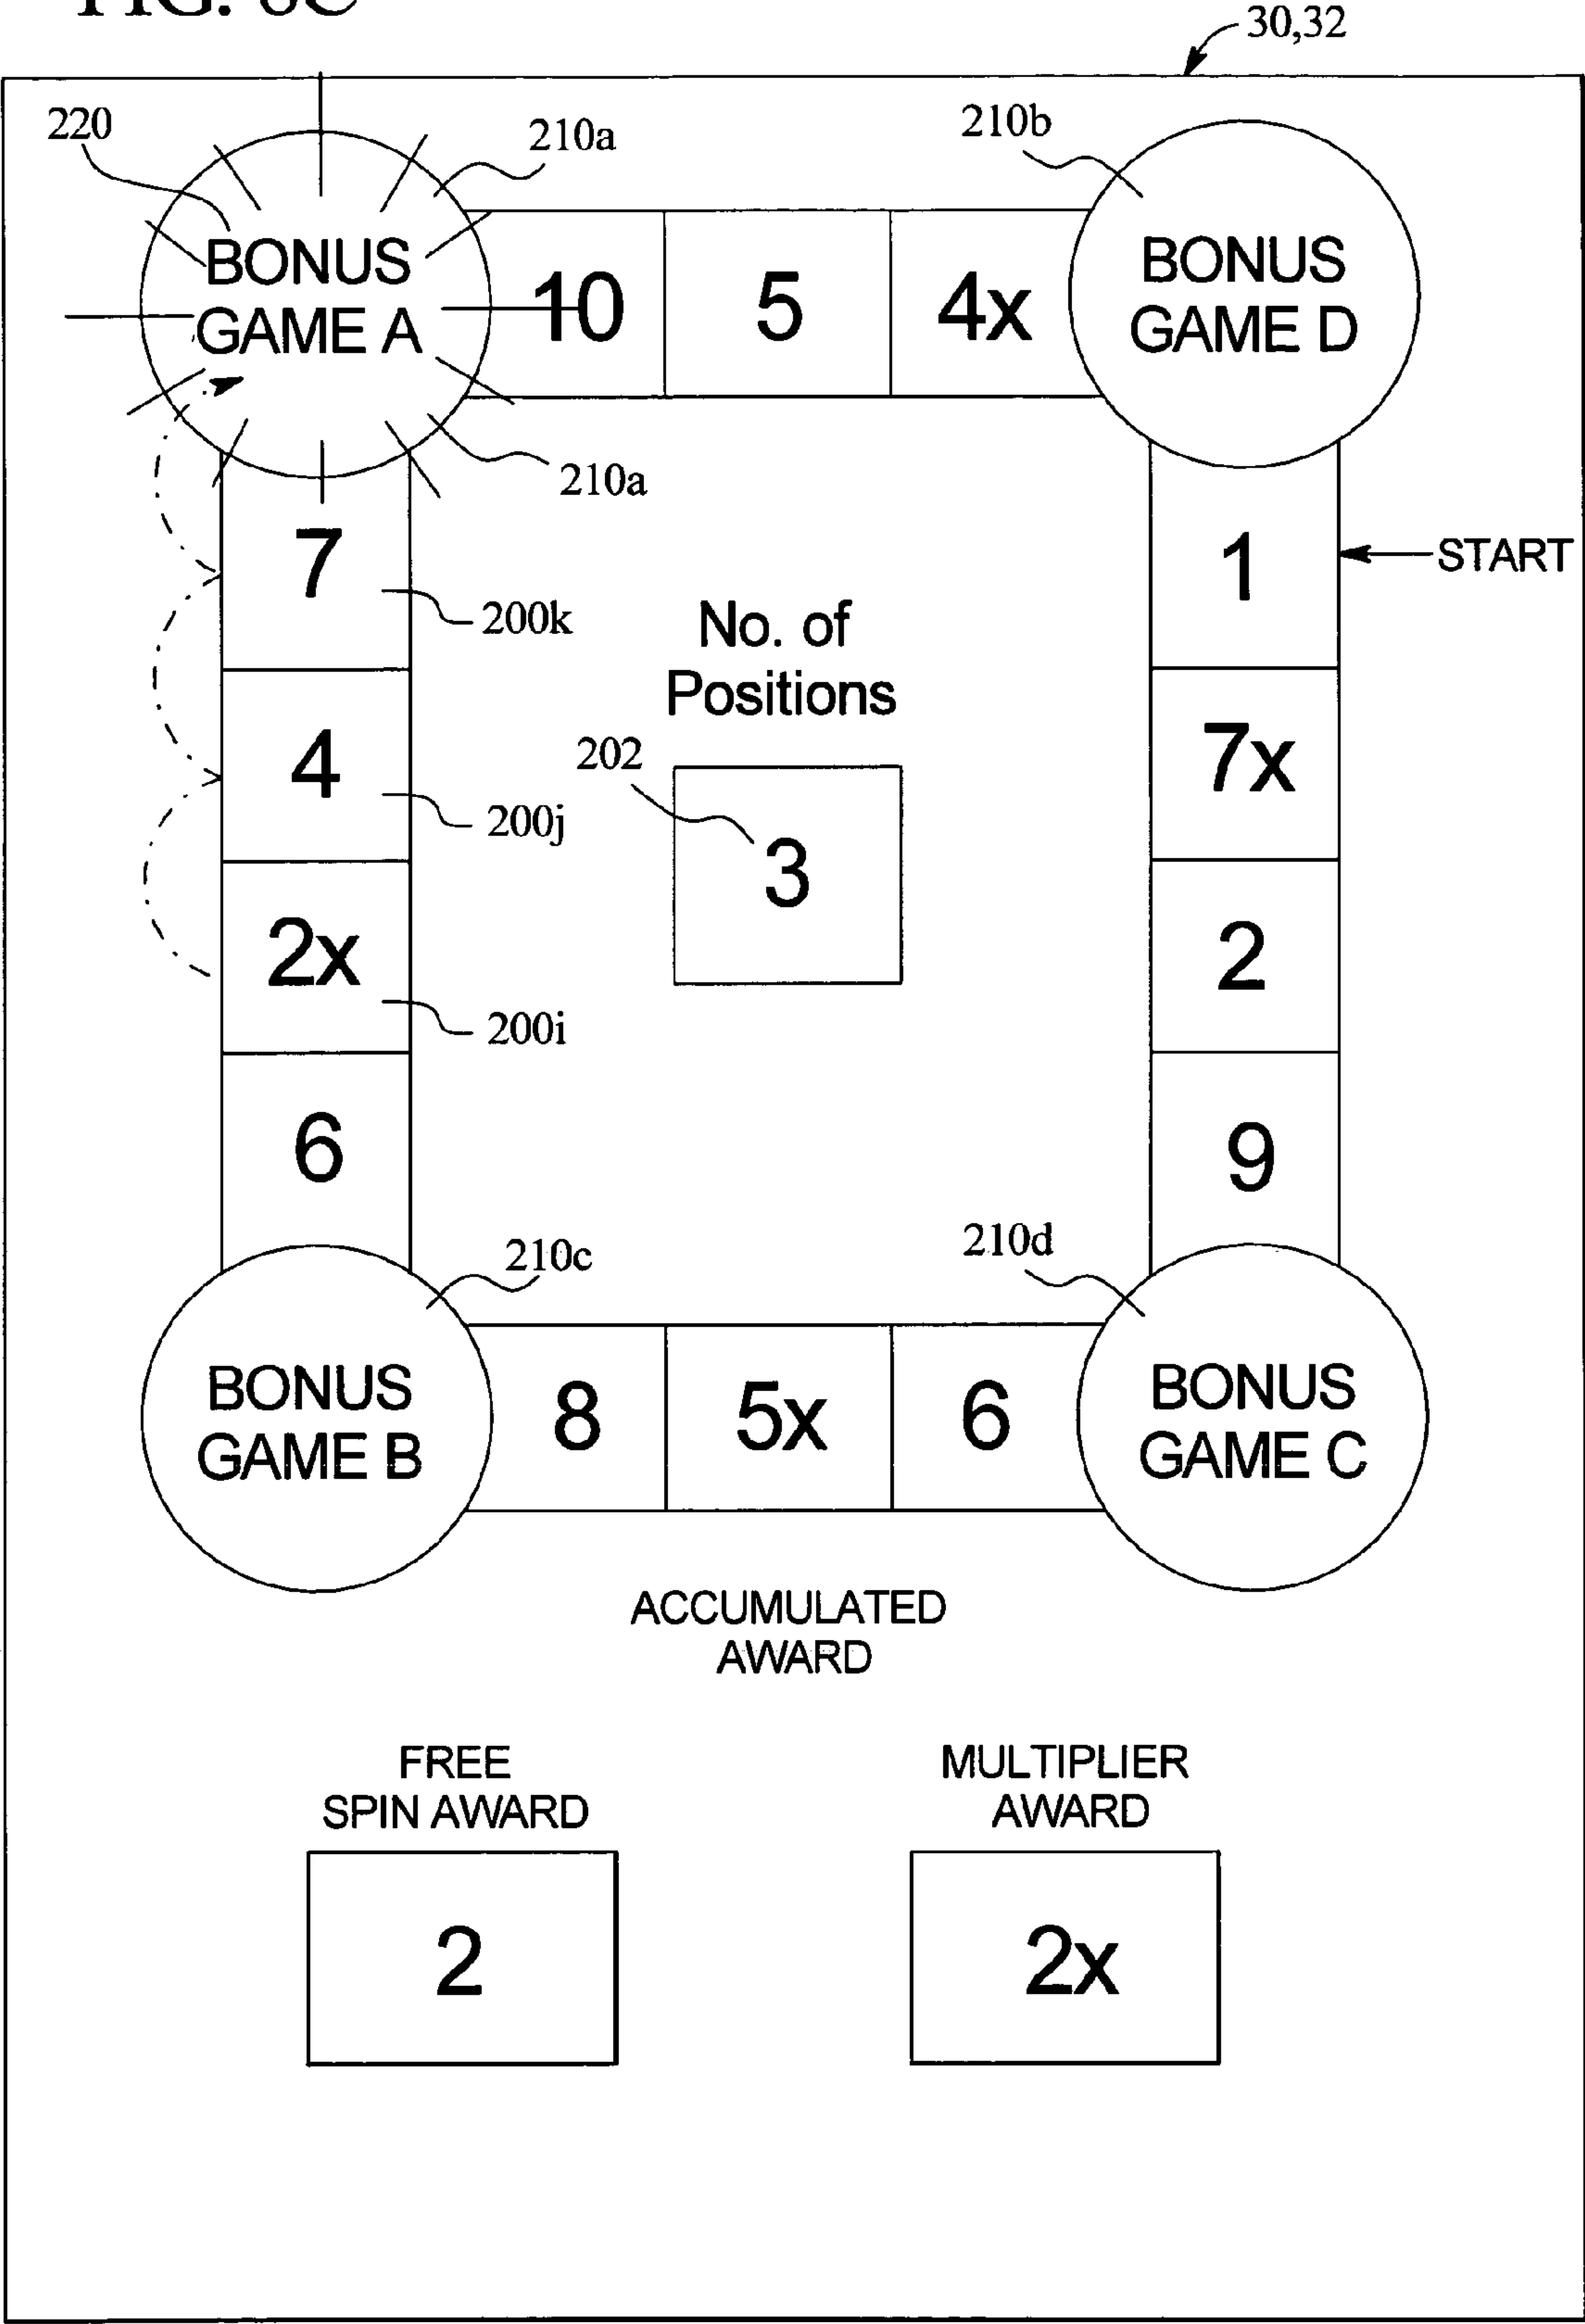 FIG. 6C
30,32
220
210a
210b
BONUS
GAME A
10
5
4x
BONUS
GAME D
210a
7
200k
1
START
No. of
Positions
4
200j
7x
202
3
2x
200i
2
6
9
210c
210d
BONUS
GAME B
8
5x
6
BONUS
GAME C
ACCUMULATED
AWARD
FREE
SPIN AWARD
MULTIPLIER
AWARD
2
2x